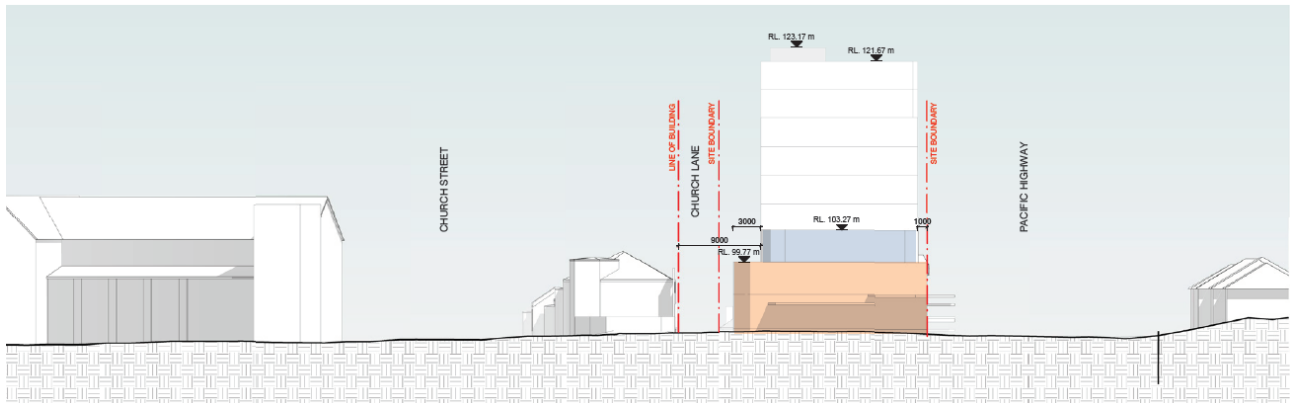 RL. 123.17 m
RL. 121.67 m
LINE OF BUILDING
CHURCH LANE
SITE BOUNDARY
SITE BOUNDARY
CHURCH STREET
PACIFIC HIGHWAY
3000
RL. 103.27 m
1000
9000
RL. 99.77 m